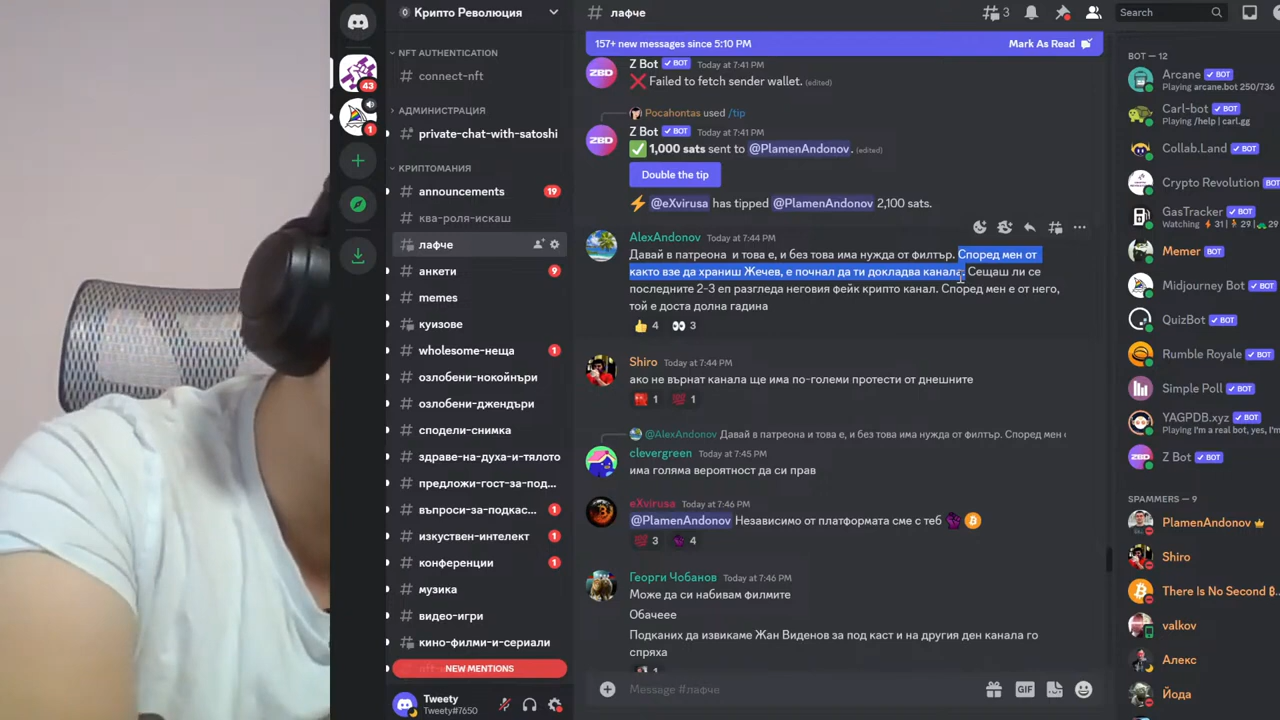 Крипто Революция
NFT AUTHENTICATION
connect-nft
АДМИНИСТРАЦИЯ
private-chat-with-satoshi
КРИПТОМАНИЯ
announcements 19
ква-роля-искаш
лафче
анкети 9
memes
куизове
wholesome-неща 1
озлобени-нокойнъри
озлобени-джендъри
сподели-снимка
здраве-на-духа-и-тялото
предложи-гост-за-под...
въпроси-за-подкас... 1
изкуствен-интелект 1
конференции 1
музика
видео-игри
кино-филми-и-сериали
NEW MENTIONS
Tweety
Tweety#7650
43
1
# лафче
3
Search
157+ new messages since 5:10 PM Mark As Read
ZBD
Z Bot ✓ BOT Today at 7:41 PM
❌ Failed to fetch sender wallet. (edited)
Pocahontas used /tip
ZBD
Z Bot ✓ BOT Today at 7:41 PM
✅ 1,000 sats sent to @PlamenAndonov. (edited)
Double the tip
⚡ @eXvirusa has tipped @PlamenAndonov 2,100 sats.
AlexAndonov Today at 7:44 PM
Давай в патреона и това е, и без това има нужда от филтър. Според мен от
както взе да храниш Жечев, е почнал да ти докладва канала. Сещаш ли се
последните 2-3 еп разгледа неговия фейк крипто канал. Според мен е от него,
той е доста долна гадина
👍 4 👀 3
Shiro Today at 7:44 PM
ако не върнат канала ще има по-големи протести от днешните
1 💯 1
@AlexAndonov Давай в патреона и това е, и без това има нужда от филтър. Според мен
clevergreen Today at 7:45 PM
има голяма вероятност да си прав
eXvirusa Today at 7:46 PM
@PlamenAndonov Независимо от платформата сме с теб
💯 3 4
Георги Чобанов Today at 7:46 PM
Може да си набивам филмите
Обачеее
Подканих да извикаме Жан Виденов за под каст и на другия ден канала го
спряха
Message #лафче
GIF
BOT — 12
Arcane ✓ BOT
Playing arcane.bot 250/736
Carl-bot ✓ BOT
Playing /help | carl.gg
Collab.Land ✓ BOT
Crypto Revolution BOT
GasTracker ✓ BOT
Watching ⚡ 31 | 🚶 29 | 🐢 2
Memer BOT
Midjourney Bot ✓ BOT
QuizBot ✓ BOT
Rumble Royale ✓ BOT
Simple Poll ✓ BOT
YAGPDB.xyz ✓ BOT
Playing I'm a real bot, yes, I'm
ZBD
Z Bot ✓ BOT
SPAMMERS — 9
PlamenAndonov
Shiro
There Is No Second ₿...
valkov
Алекс
Йода